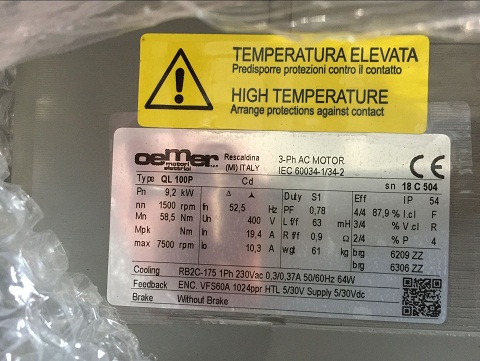 TEMPERATURA ELEVATA
Predisporre protezioni contro il contatto
HIGH TEMPERATURE
Arrange protections against contact
oemer motori elettrici Rescaldina (MI) ITALY 3-Ph AC MOTOR IEC 60034-1/34-2 CE
Type QL 100P Cd sn 18 C 504
Pn 9,2 kW Δ Duty S1 Eff IP 54
nn 1500 rpm fn 52,5 Hz PF 0,78 4/4 87,9 % I.cl F
Mn 58,5 Nm Un 400 V L f/f 63 mH 3/4 % V.cl R
Mpk Nm In 19,4 A R f/f 0,9 Ω 2/4 % P 4
max 7500 rpm Io 10,3 A wgt 61 kg brg 6209 ZZ
brg 6306 ZZ
Cooling RB2C-175 1Ph 230Vac 0,3/0,37A 50/60Hz 64W
Feedback ENC. VFS60A 1024ppr HTL 5/30V Supply 5/30Vdc
Brake Without Brake